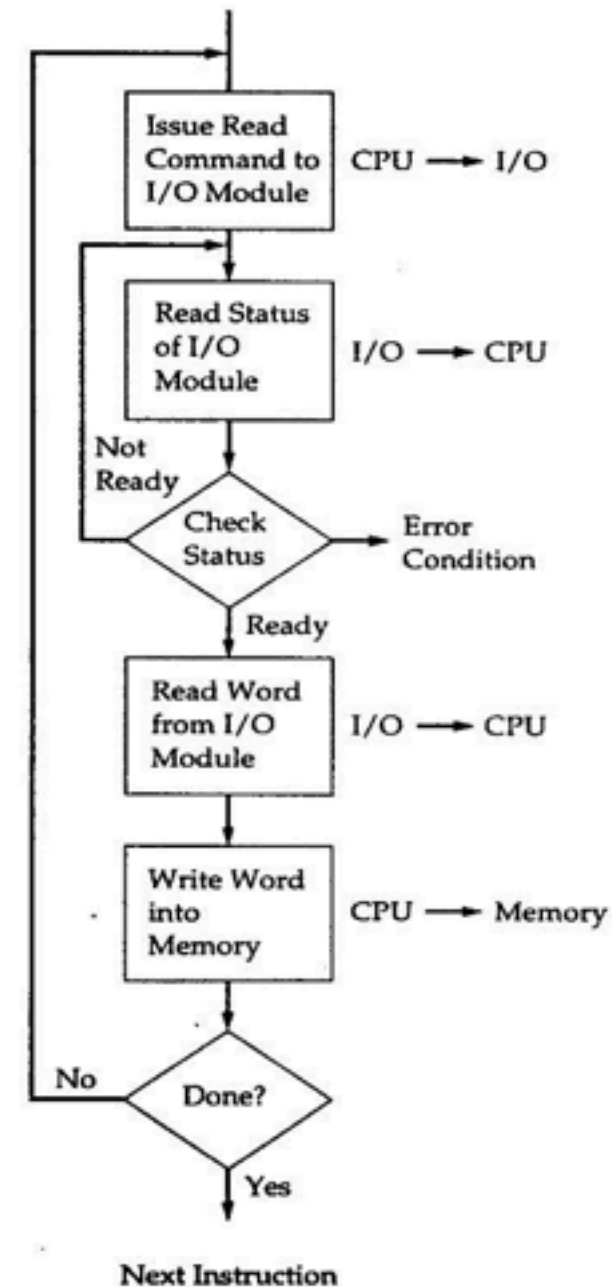 Issue Read
Command to
I/O Module
CPU → I/O
Read Status
of I/O
Module
I/O → CPU
Not
Ready
Check
Status
Error
Condition
Ready
Read Word
from I/O
Module
I/O → CPU
Write Word
into
Memory
CPU → Memory
No
Done?
Yes
Next Instruction